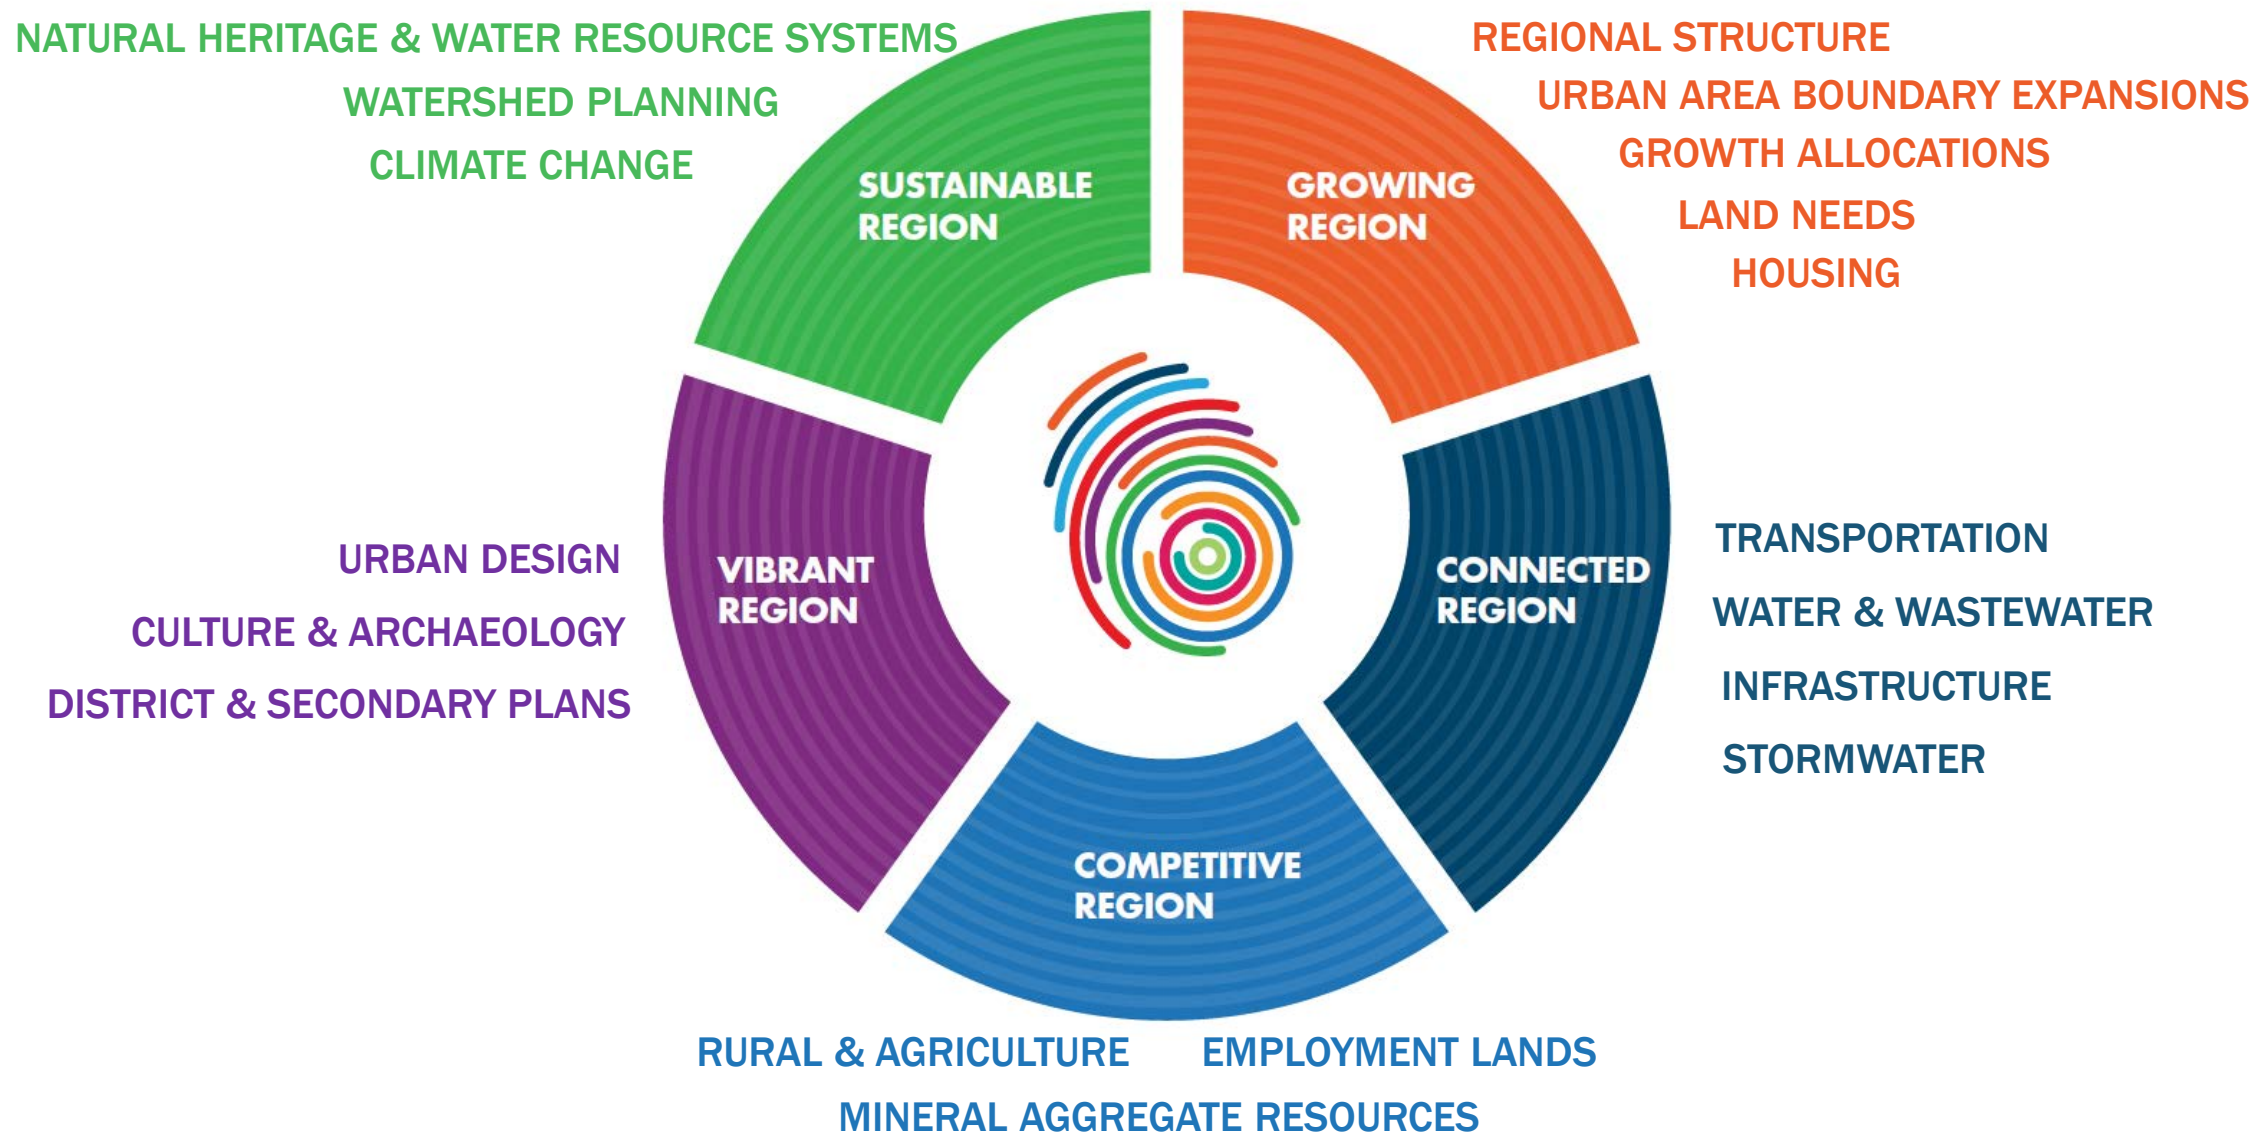 NATURAL HERITAGE & WATER RESOURCE SYSTEMS
WATERSHED PLANNING
CLIMATE CHANGE
SUSTAINABLE
REGION
REGIONAL STRUCTURE
URBAN AREA BOUNDARY EXPANSIONS
GROWTH ALLOCATIONS
LAND NEEDS
HOUSING
GROWING
REGION
URBAN DESIGN
CULTURE & ARCHAEOLOGY
DISTRICT & SECONDARY PLANS
VIBRANT
REGION
CONNECTED
REGION
TRANSPORTATION
WATER & WASTEWATER
INFRASTRUCTURE
STORMWATER
COMPETITIVE
REGION
RURAL & AGRICULTURE
EMPLOYMENT LANDS
MINERAL AGGREGATE RESOURCES